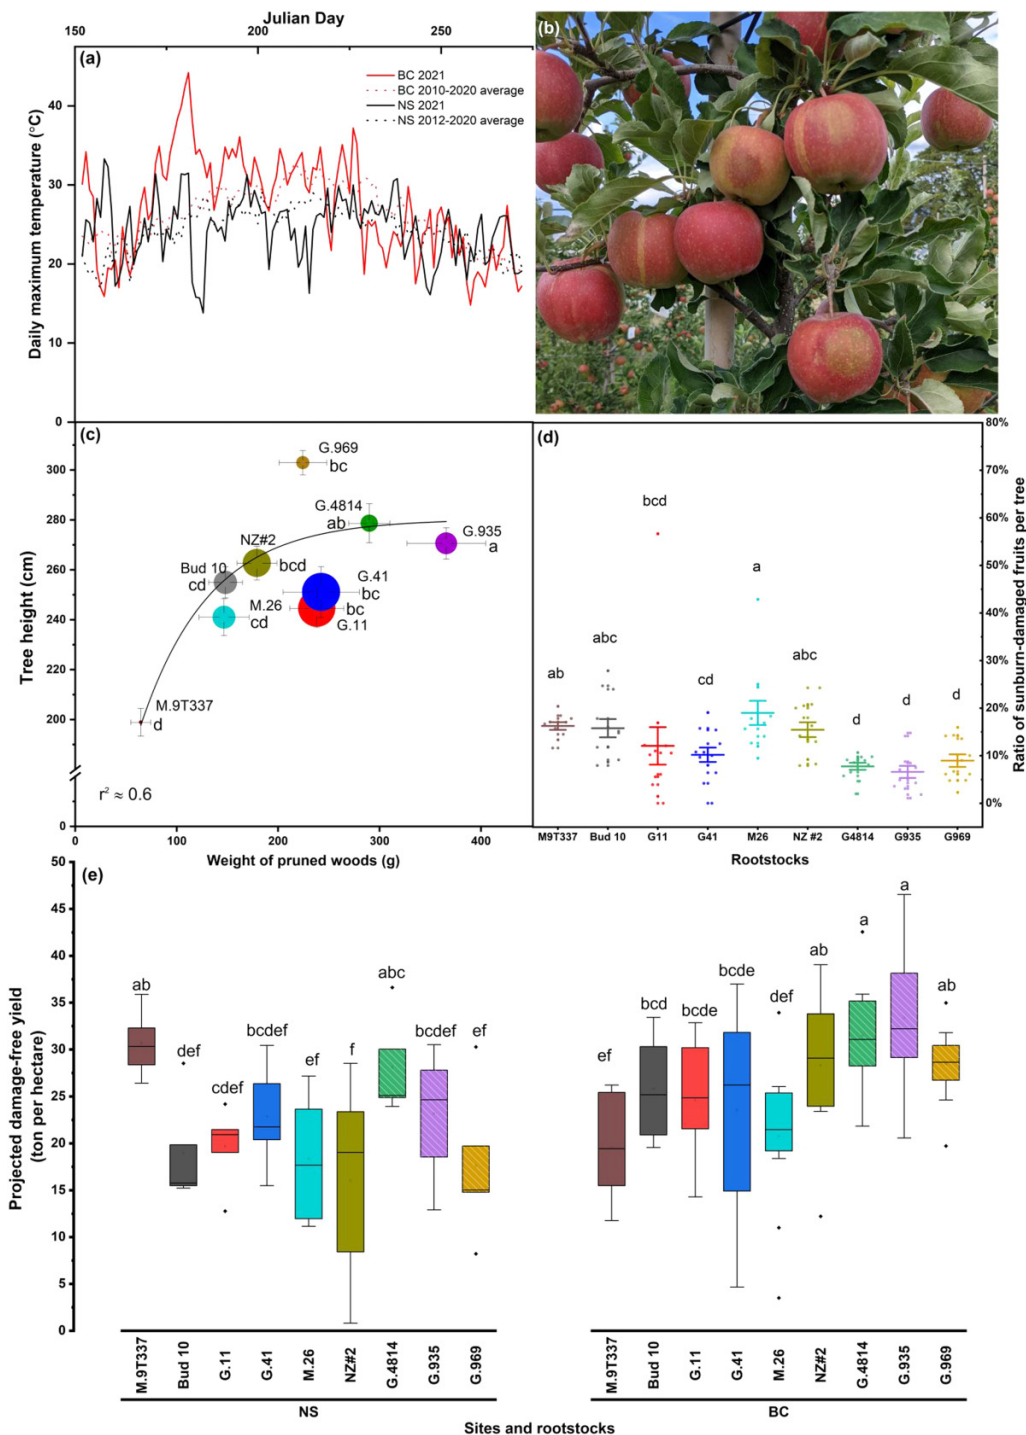 Julian Day
150 200 250
(a)
BC 2021
BC 2010-2020 average
NS 2021
NS 2012-2020 average
Daily maximum temperature (°C)
40
30
20
10
0
(b)
(c)
G.969
bc
G.4814
ab
G.935
a
NZ#2
bcd
Bud 10
cd
G.41
bc
M.26
cd
bc
G.11
M.9T337
d
r² ≈ 0.6
Tree height (cm)
300
280
260
240
220
200
0
0 100 200 300 400
Weight of pruned woods (g)
(d)
80%
70%
60%
50%
40%
30%
20%
10%
0%
Ratio of sunburn-damaged fruits per tree
ab abc bcd cd a abc d d d
M9T337 Bud 10 G11 G41 M26 NZ #2 G4814 G935 G969
Rootstocks
(e)
Projected damage-free yield
(ton per hectare)
50
45
40
35
30
25
20
15
10
5
0
ab def cdef bcdef ef f abc bcdef ef
ef bcd bcde bcde def ab a a ab
M.9T337 Bud 10 G.11 G.41 M.26 NZ#2 G.4814 G.935 G.969
M.9T337 Bud 10 G.11 G.41 M.26 NZ#2 G.4814 G.935 G.969
NS BC
Sites and rootstocks